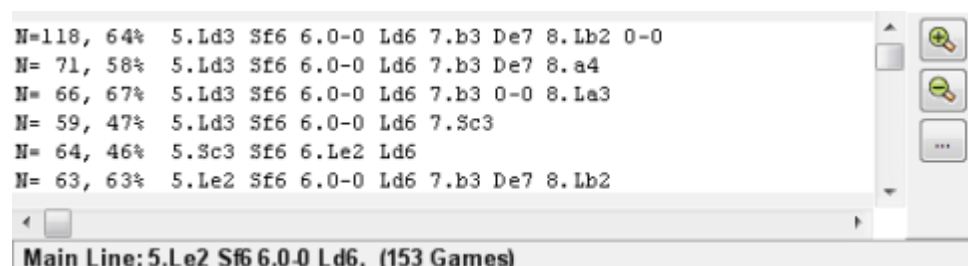 N=118, 64% 5.Ld3 Sf6 6.0-0 Ld6 7.b3 De7 8.Lb2 0-0
N= 71, 58% 5.Ld3 Sf6 6.0-0 Ld6 7.b3 De7 8.a4
N= 66, 67% 5.Ld3 Sf6 6.0-0 Ld6 7.b3 0-0 8.La3
N= 59, 47% 5.Ld3 Sf6 6.0-0 Ld6 7.Sc3
N= 64, 46% 5.Sc3 Sf6 6.Le2 Ld6
N= 63, 63% 5.Le2 Sf6 6.0-0 Ld6 7.b3 De7 8.Lb2
...
Main Line: 5.Le2 Sf6 6.0-0 Ld6, (153 Games)